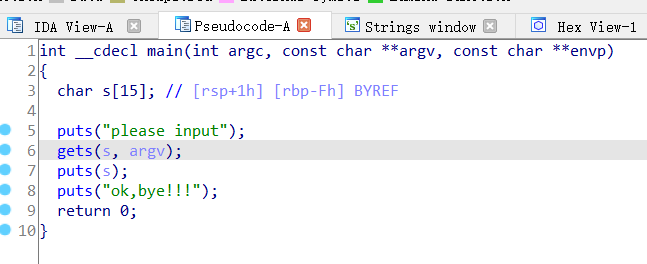 IDA View-A Pseudocode-A Strings window Hex View-1
1 int __cdecl main(int argc, const char **argv, const char **envp)
2 {
3 char s[15]; // [rsp+1h] [rbp-Fh] BYREF
4
5 puts("please input");
6 gets(s, argv);
7 puts(s);
8 puts("ok,bye!!!");
9 return 0;
10 }